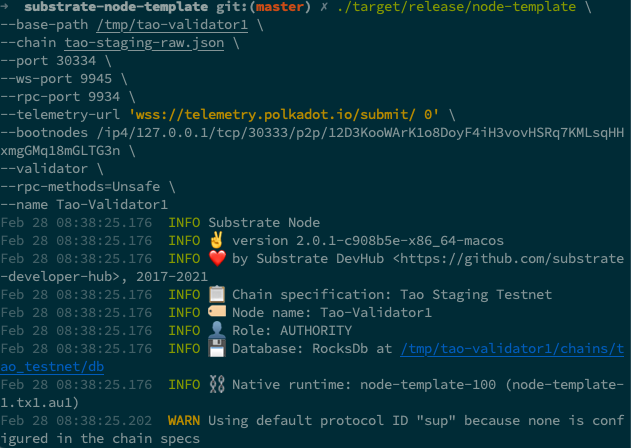 → substrate-node-template git:(master) ✗ ./target/release/node-template \
--base-path /tmp/tao-validator1 \
--chain tao-staging-raw.json \
--port 30334 \
--ws-port 9945 \
--rpc-port 9934 \
--telemetry-url 'wss://telemetry.polkadot.io/submit/ 0' \
--bootnodes /ip4/127.0.0.1/tcp/30333/p2p/12D3KooWArK1o8DoyF4iH3vovHSRq7KMLsqHH
xmgGMq18mGLTG3n \
--validator \
--rpc-methods=Unsafe \
--name Tao-Validator1
Feb 28 08:38:25.176 INFO Substrate Node
Feb 28 08:38:25.176 INFO ✌️ version 2.0.1-c908b5e-x86_64-macos
Feb 28 08:38:25.176 INFO ❤️ by Substrate DevHub <https://github.com/substrate
-developer-hub>, 2017-2021
Feb 28 08:38:25.176 INFO 📋 Chain specification: Tao Staging Testnet
Feb 28 08:38:25.176 INFO 🏷 Node name: Tao-Validator1
Feb 28 08:38:25.176 INFO 👤 Role: AUTHORITY
Feb 28 08:38:25.176 INFO 💾 Database: RocksDb at /tmp/tao-validator1/chains/t
ao_testnet/db
Feb 28 08:38:25.176 INFO ⛓ Native runtime: node-template-100 (node-template-
1.tx1.au1)
Feb 28 08:38:25.202 WARN Using default protocol ID "sup" because none is conf
igured in the chain specs